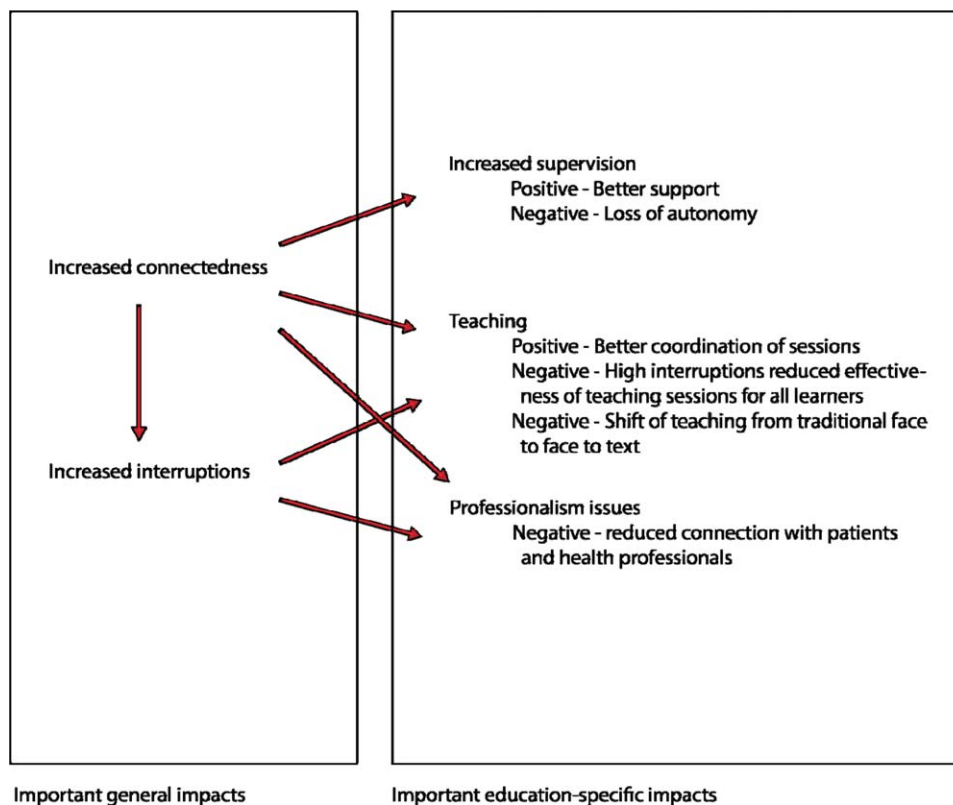 Increased connectedness
Increased interruptions
Increased supervision
Positive - Better support
Negative - Loss of autonomy
Teaching
Positive - Better coordination of sessions
Negative - High interruptions reduced effective-
ness of teaching sessions for all learners
Negative - Shift of teaching from traditional face
to face to text
Professionalism issues
Negative - reduced connection with patients
and health professionals
Important general impacts
Important education-specific impacts